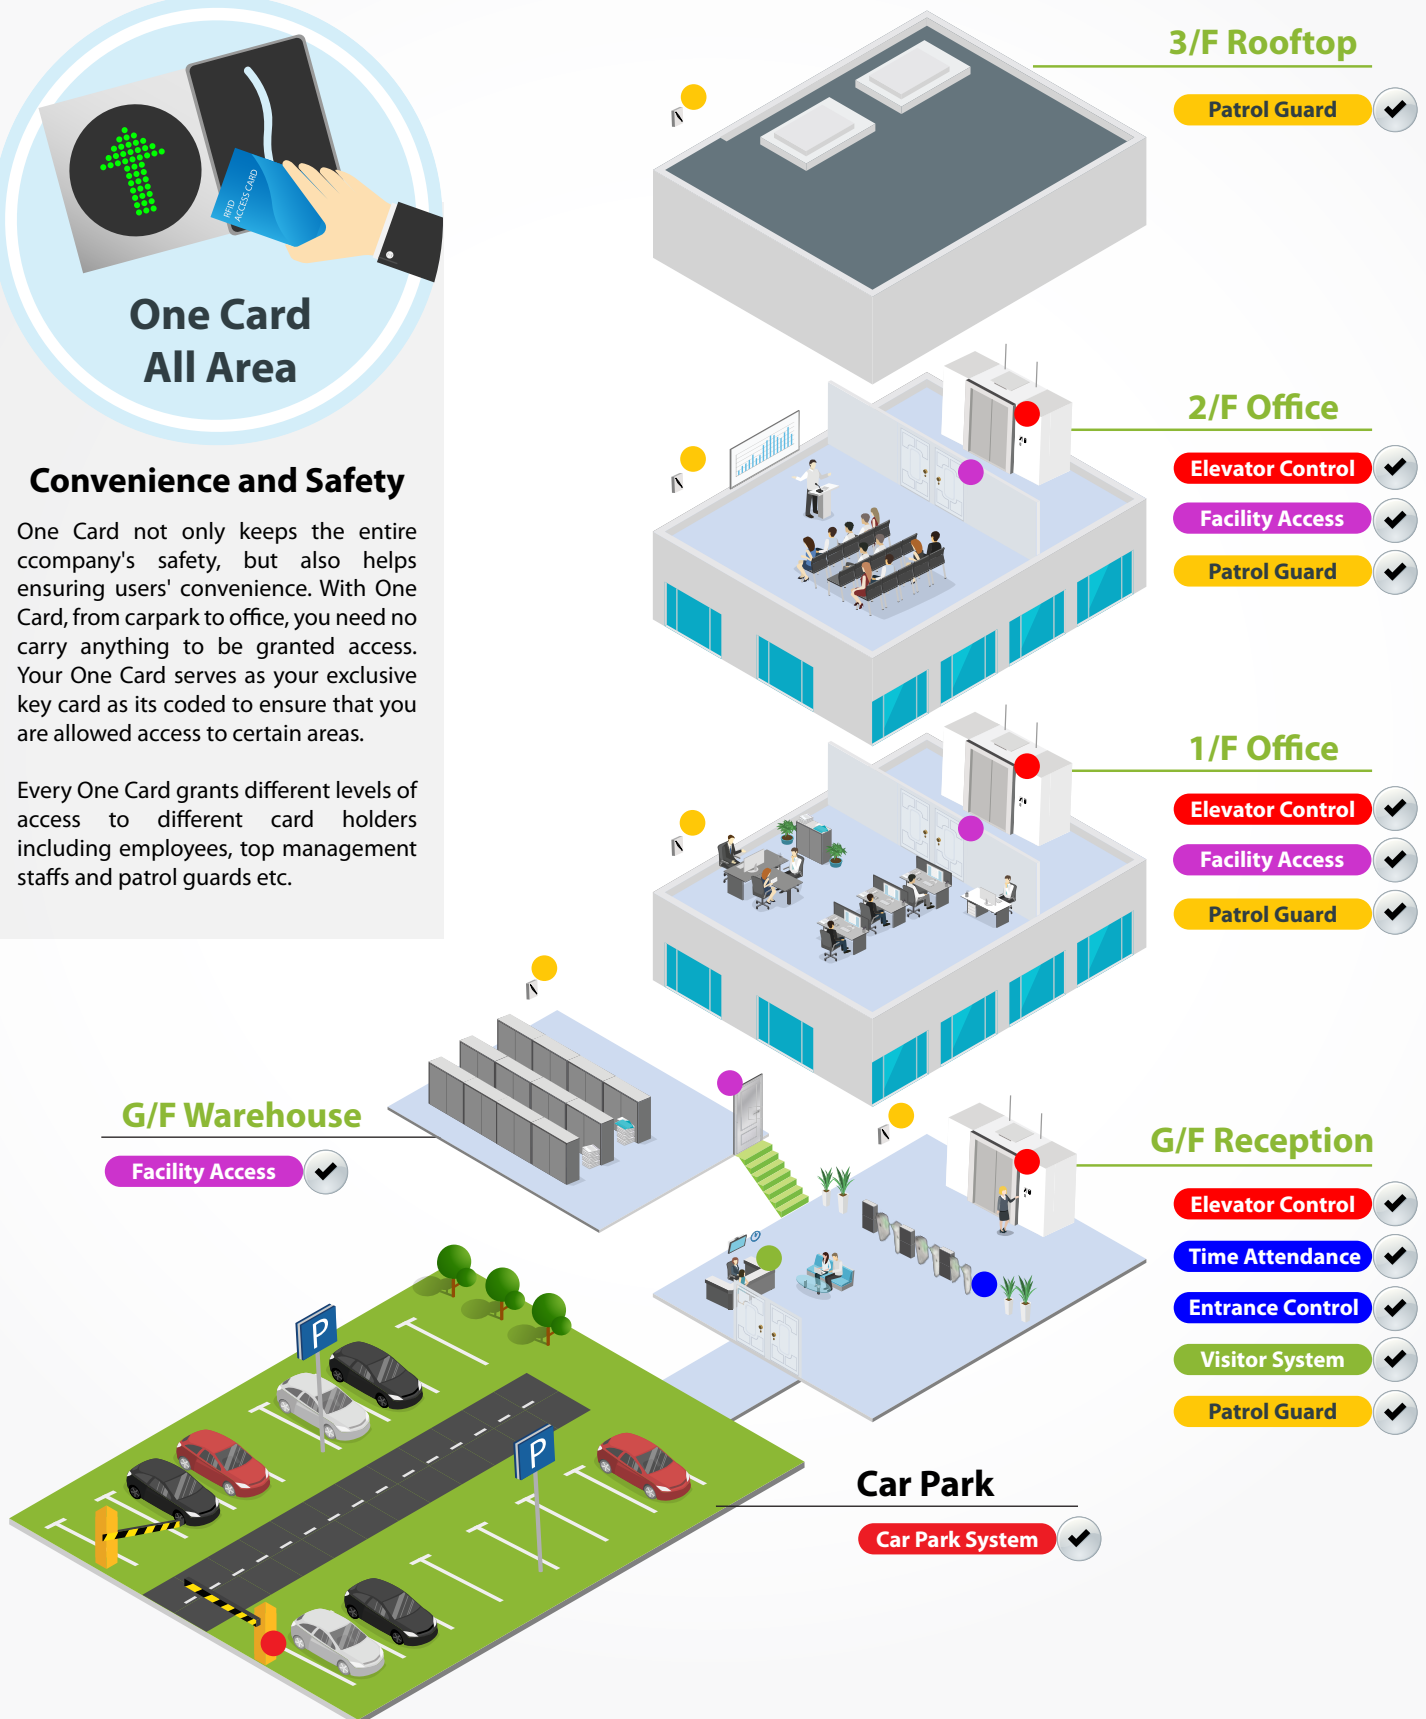 RFID
ACCESS CARD
One Card
All Area
Convenience and Safety
One Card not only keeps the entire
ccompany's safety, but also helps
ensuring users' convenience. With One
Card, from carpark to office, you need no
carry anything to be granted access.
Your One Card serves as your exclusive
key card as its coded to ensure that you
are allowed access to certain areas.
Every One Card grants different levels of
access to different card holders
including employees, top management
staffs and patrol guards etc.
3/F Rooftop
Patrol Guard
2/F Office
Elevator Control
Facility Access
Patrol Guard
1/F Office
Elevator Control
Facility Access
Patrol Guard
G/F Warehouse
Facility Access
G/F Reception
Elevator Control
Time Attendance
Entrance Control
Visitor System
Patrol Guard
P
P
Car Park
Car Park System